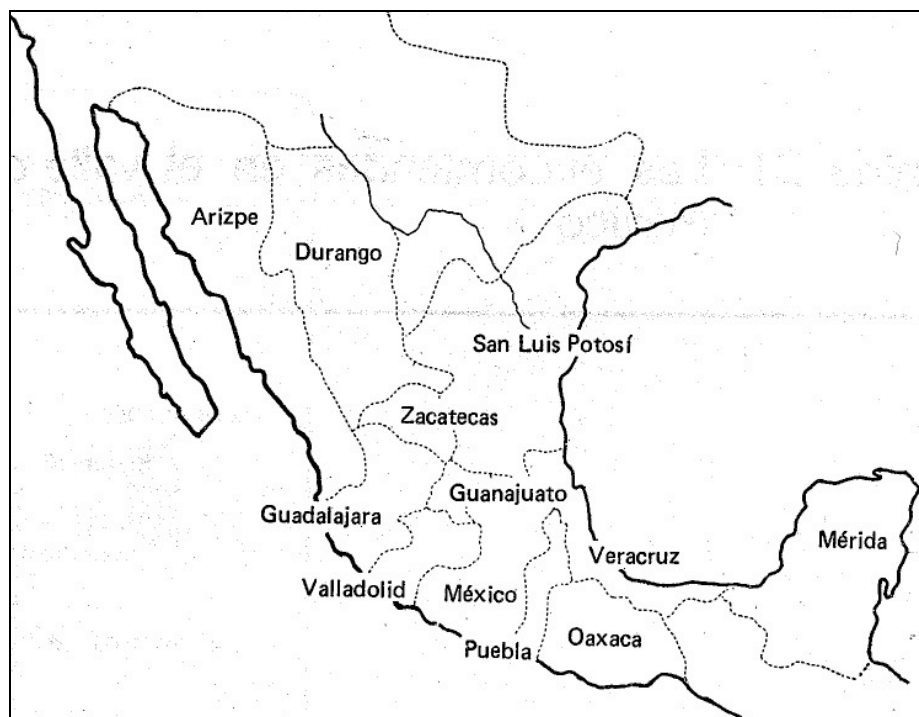 Arizpe
Durango
San Luis Potosí
Zacatecas
Guanajuato
Guadalajara
Veracruz
Mérida
Valladolid
México
Oaxaca
Puebla